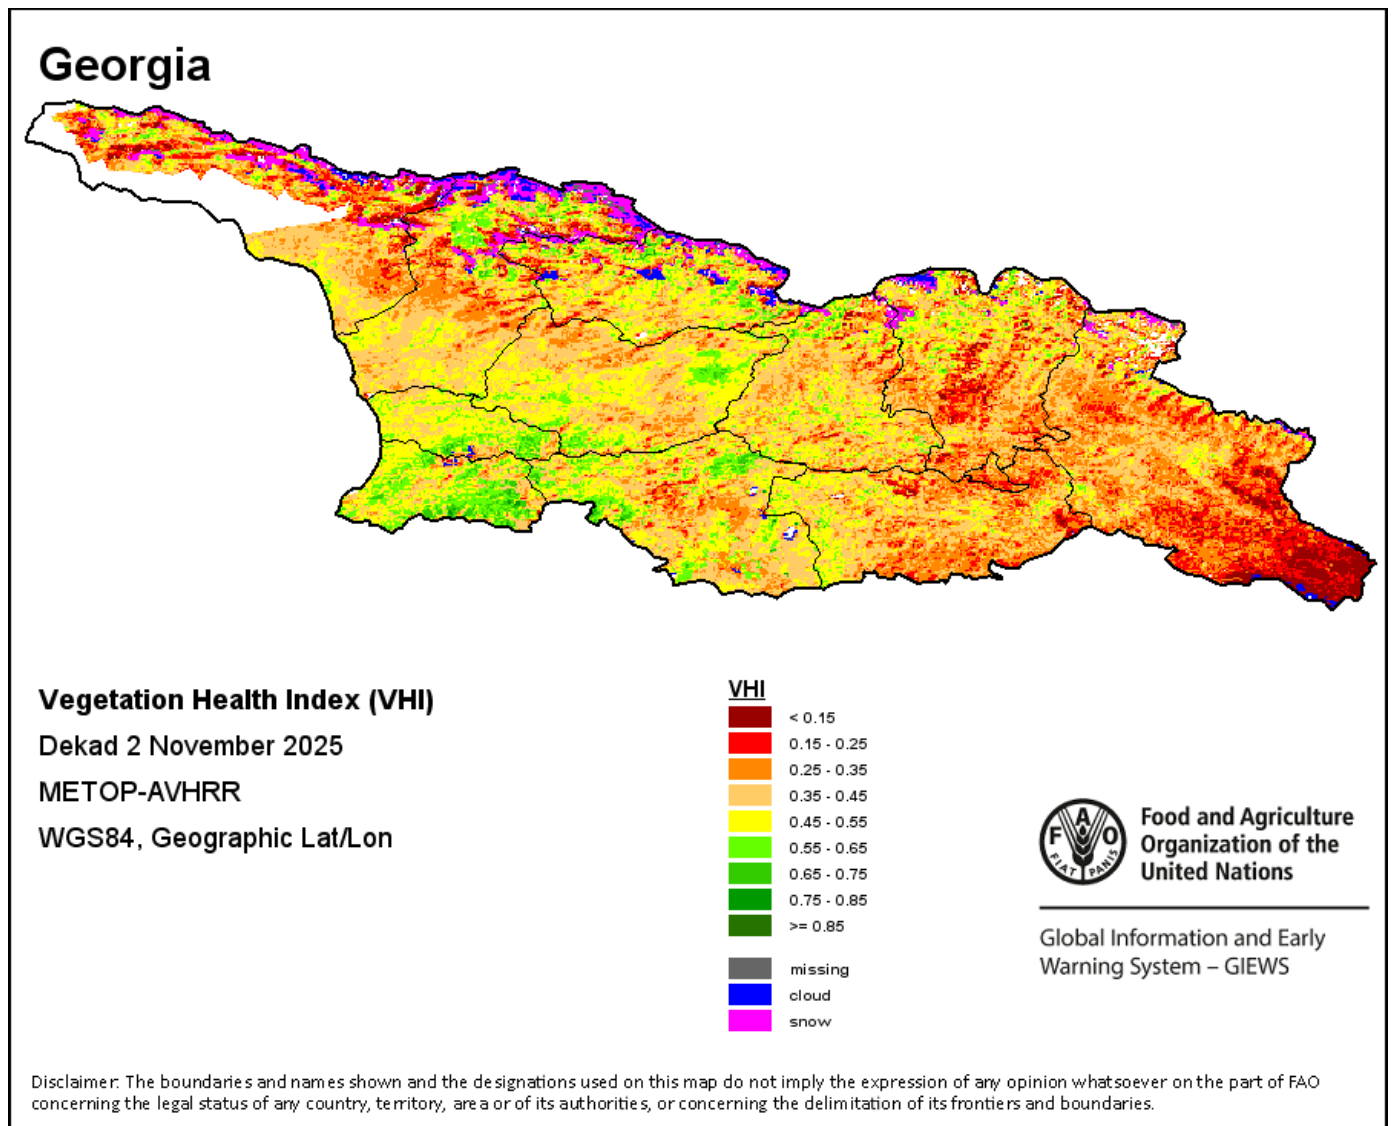 Georgia
Vegetation Health Index (VHI)
Dekad 2 November 2025
METOP-AVHRR
WGS84, Geographic Lat/Lon
VHI
< 0.15
0.15 - 0.25
0.25 - 0.35
0.35 - 0.45
0.45 - 0.55
0.55 - 0.65
0.65 - 0.75
0.75 - 0.85
>= 0.85
missing
cloud
snow
F A O
FIAT PANIS
Food and Agriculture
Organization of the
United Nations
Global Information and Early
Warning System – GIEWS
Disclaimer: The boundaries and names shown and the designations used on this map do not imply the expression of any opinion whatsoever on the part of FAO
concerning the legal status of any country, territory, area or of its authorities, or concerning the delimitation of its frontiers and boundaries.